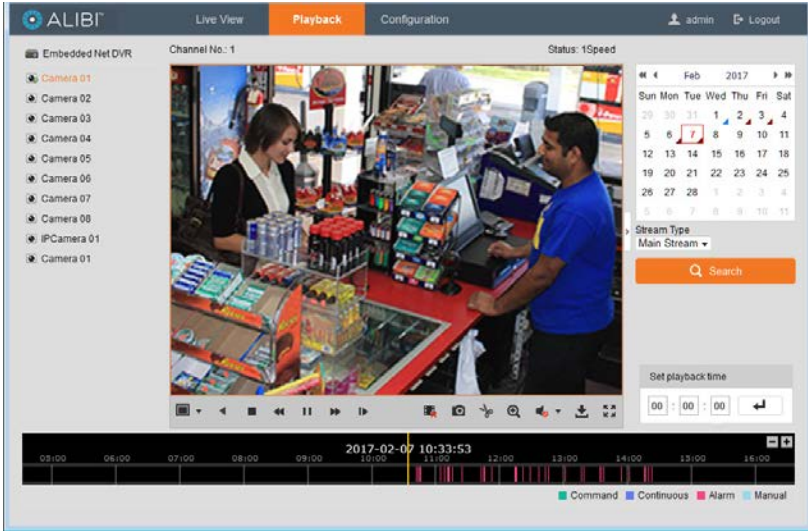 ALIBI™
Live View
Playback
Configuration
admin
Logout
Embedded Net DVR
Camera 01
Camera 02
Camera 03
Camera 04
Camera 05
Camera 06
Camera 07
Camera 08
IPCamera 01
Camera 01
Channel No.: 1
Status: 1Speed
Feb 2017
Sun Mon Tue Wed Thu Fri Sat
29 30 31 1 2 3 4
5 6 7 8 9 10 11
12 13 14 15 16 17 18
19 20 21 22 23 24 25
26 27 28 1 2 3 4
5 6 7 8 9 10 11
Stream Type
Main Stream
Search
Set playback time
00 : 00 : 00
2017-02-07 10:33:53
05:00 06:00 07:00 08:00 09:00 10:00 11:00 12:00 13:00 14:00 15:00 16:00
Command Continuous Alarm Manual